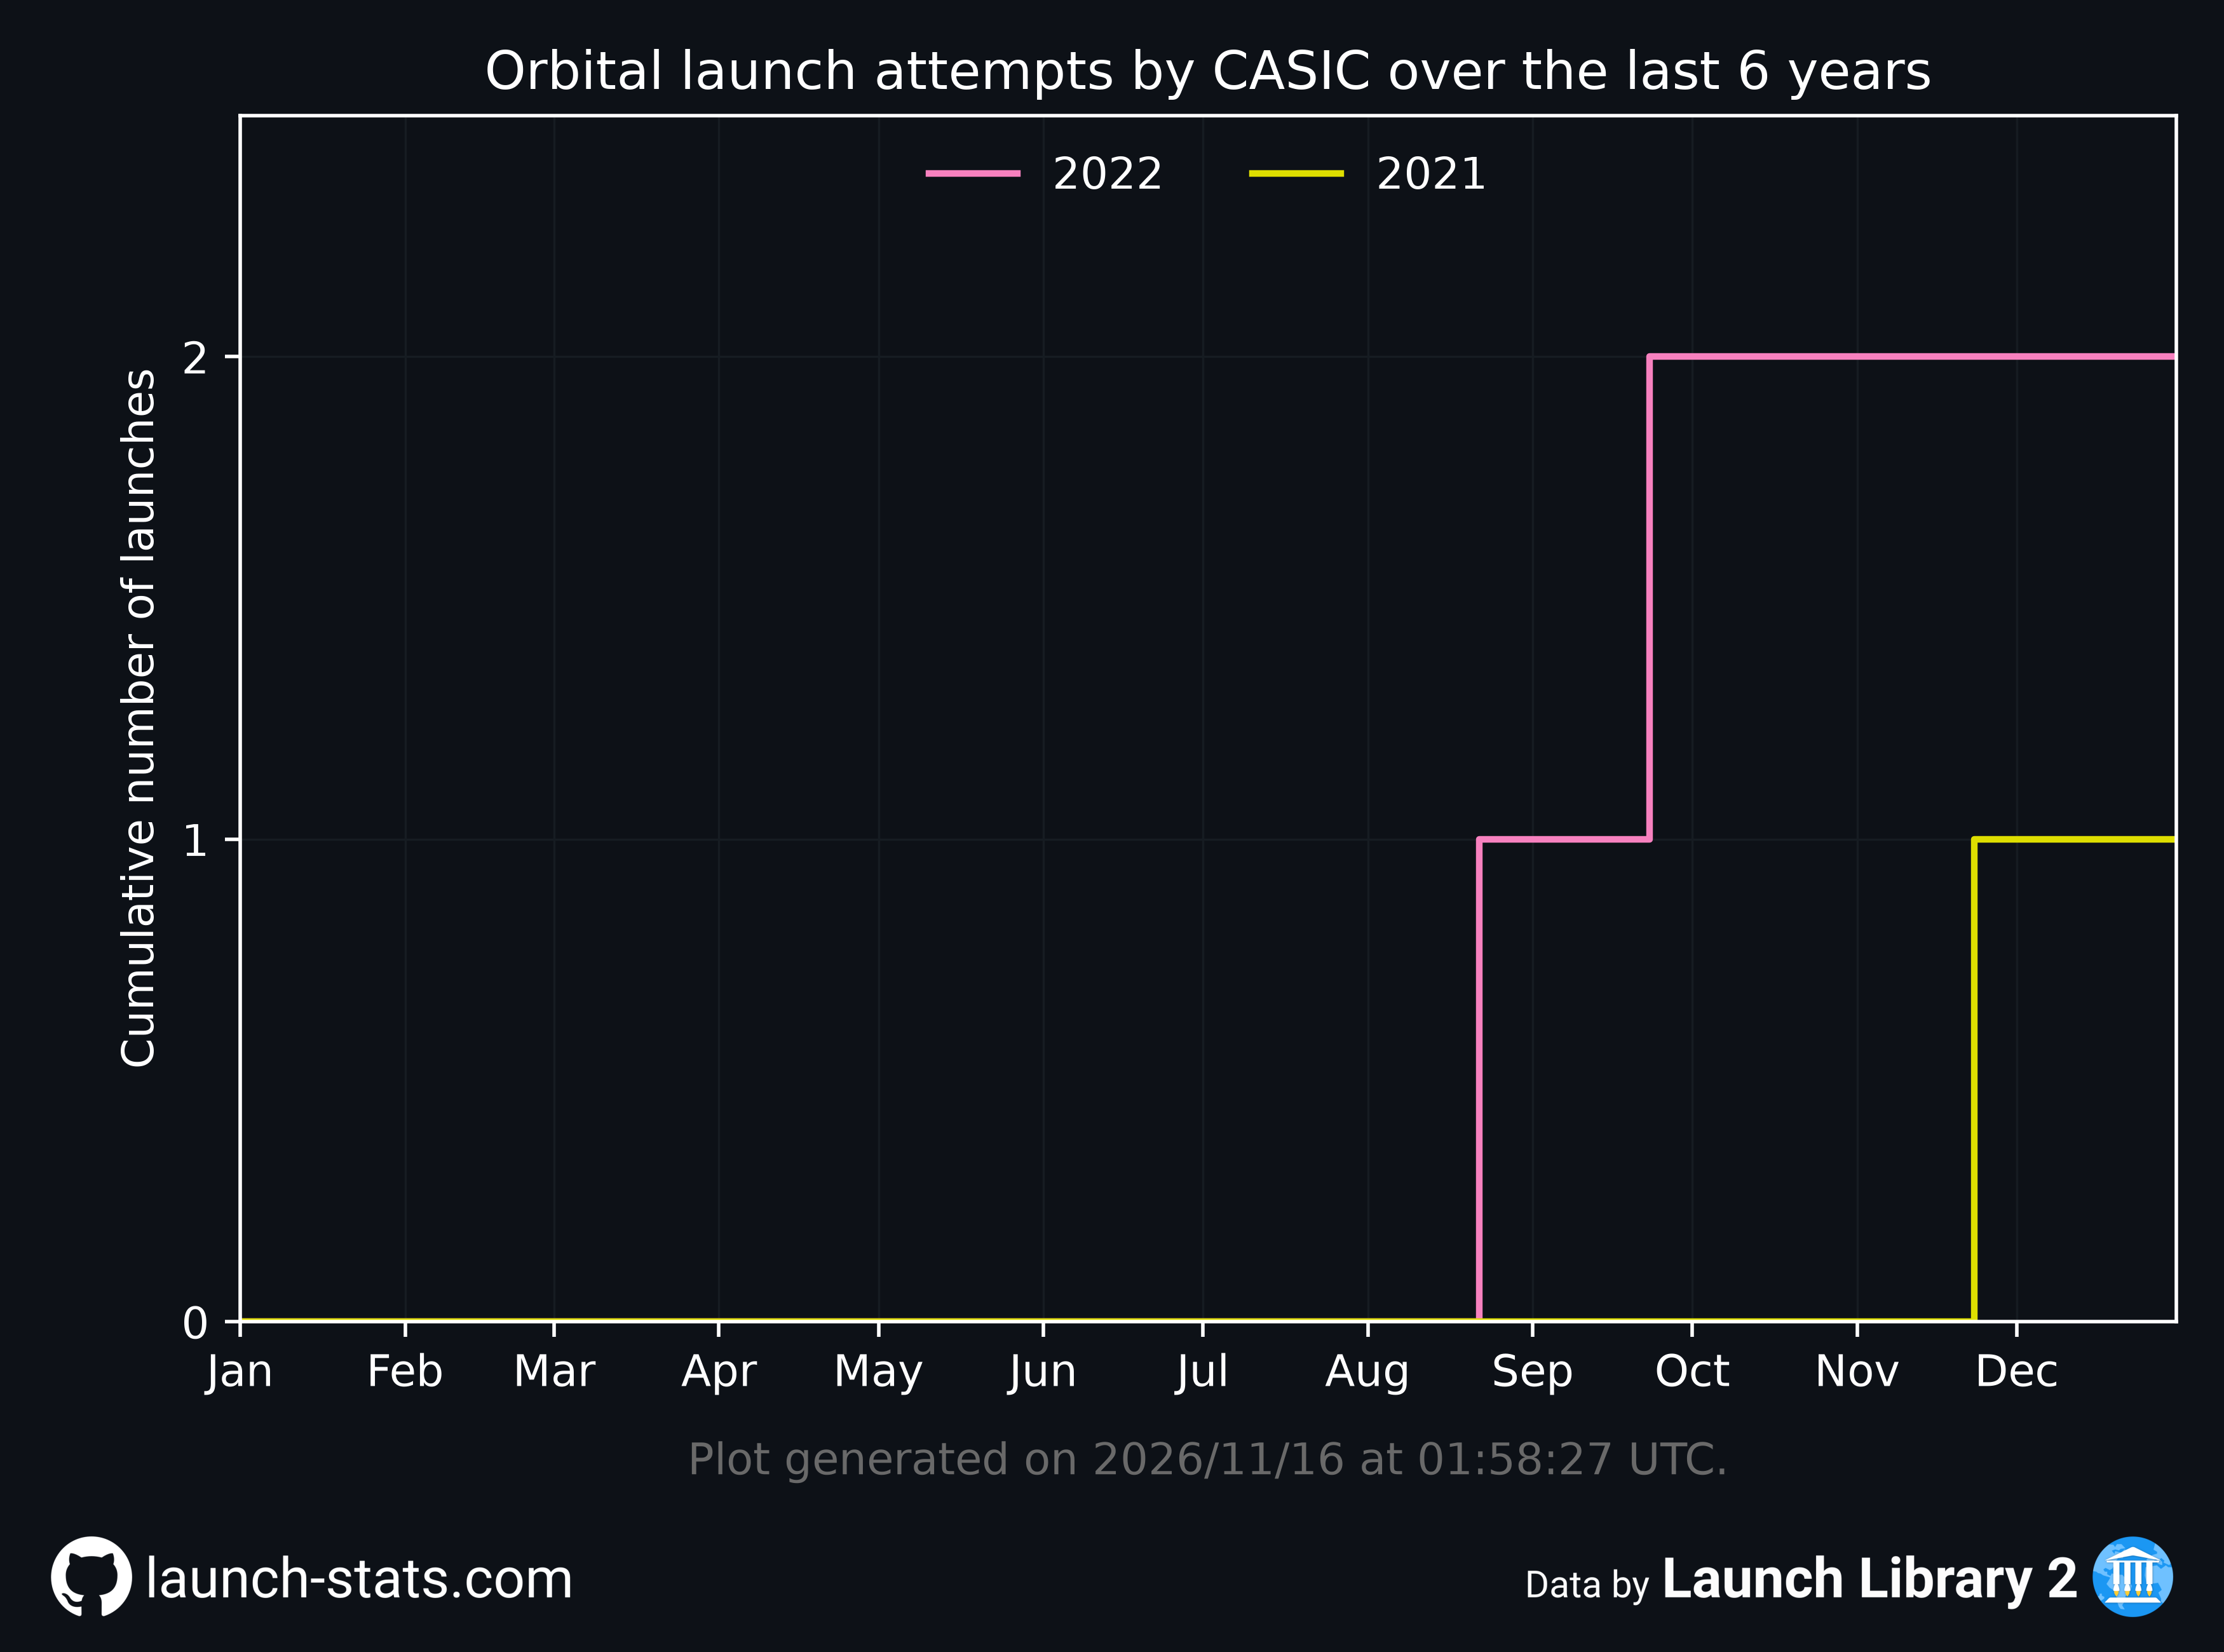 Orbital launch attempts by CASIC over the last 6 years
2022 2021
Cumulative number of launches
2
1
0
Jan Feb Mar Apr May Jun Jul Aug Sep Oct Nov Dec
Plot generated on 2026/11/16 at 01:58:27 UTC.
launch-stats.com
Data by Launch Library 2